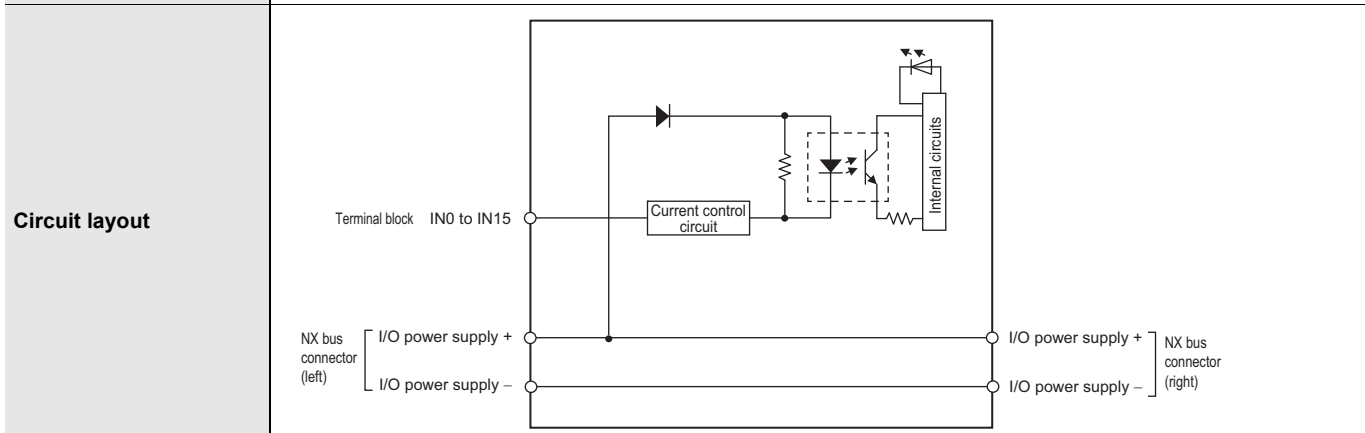 Circuit layout
Terminal block IN0 to IN15
Current control
circuit
Internal circuits
NX bus
connector
(left)
I/O power supply +
I/O power supply −
I/O power supply +
I/O power supply −
NX bus
connector
(right)